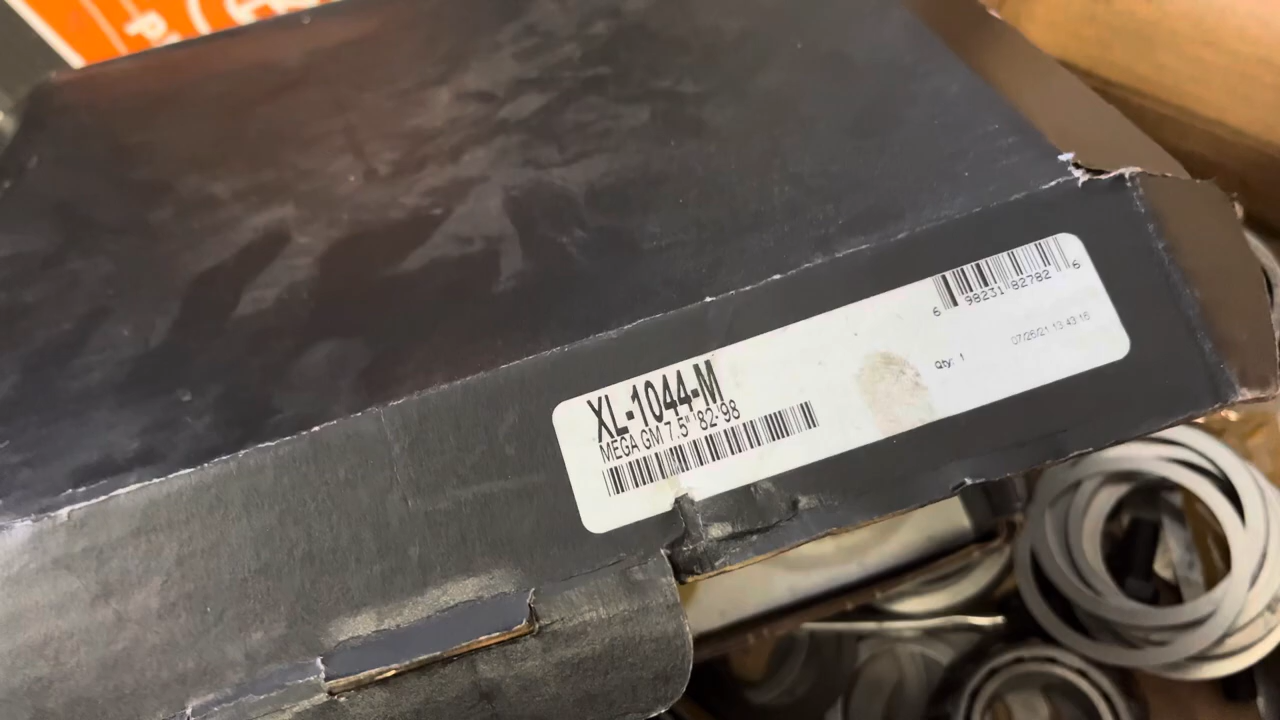 XL-1044-M
MEGA GM 7.5" '82-98
6 98231 82782 6
Qty: 1
07/26/21 13:43:16